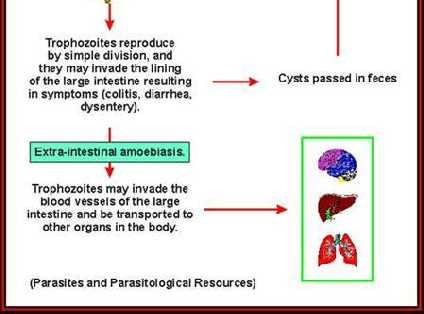 Trophozoites reproduce
by simple division, and
they may invade the lining
of the large intestine resulting
in symptoms (colitis, diarrhea,
dysentery).
Cysts passed in feces
Extra-intestinal amoebiasis.
Trophozoites may invade the
blood vessels of the large
intestine and be transported to
other organs in the body.
(Parasites and Parasitological Resources)